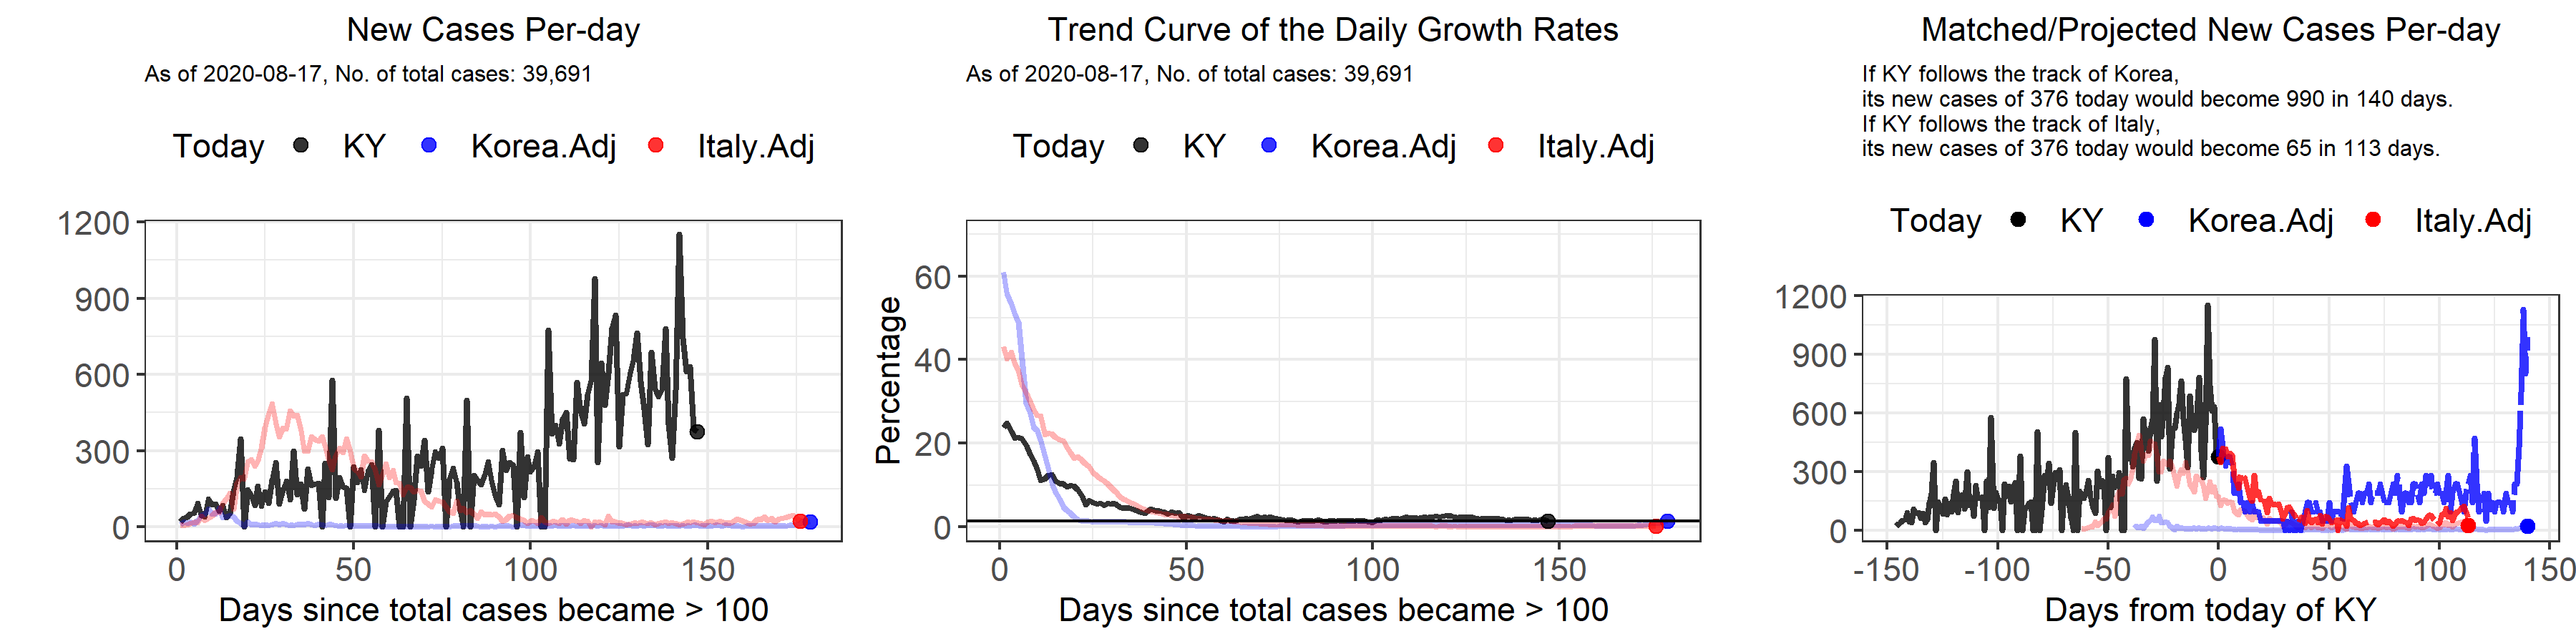 New Cases Per-day
As of 2020-08-17, No. of total cases: 39,691
Today KY Korea.Adj Italy.Adj
1200
900
600
300
0
0 50 100 150
Days since total cases became > 100
Trend Curve of the Daily Growth Rates
As of 2020-08-17, No. of total cases: 39,691
Today KY Korea.Adj Italy.Adj
Percentage
60
40
20
0
0 50 100 150
Days since total cases became > 100
Matched/Projected New Cases Per-day
If KY follows the track of Korea,
its new cases of 376 today would become 990 in 140 days.
If KY follows the track of Italy,
its new cases of 376 today would become 65 in 113 days.
Today KY Korea.Adj Italy.Adj
1200
900
600
300
0
-150 -100 -50 0 50 100 150
Days from today of KY